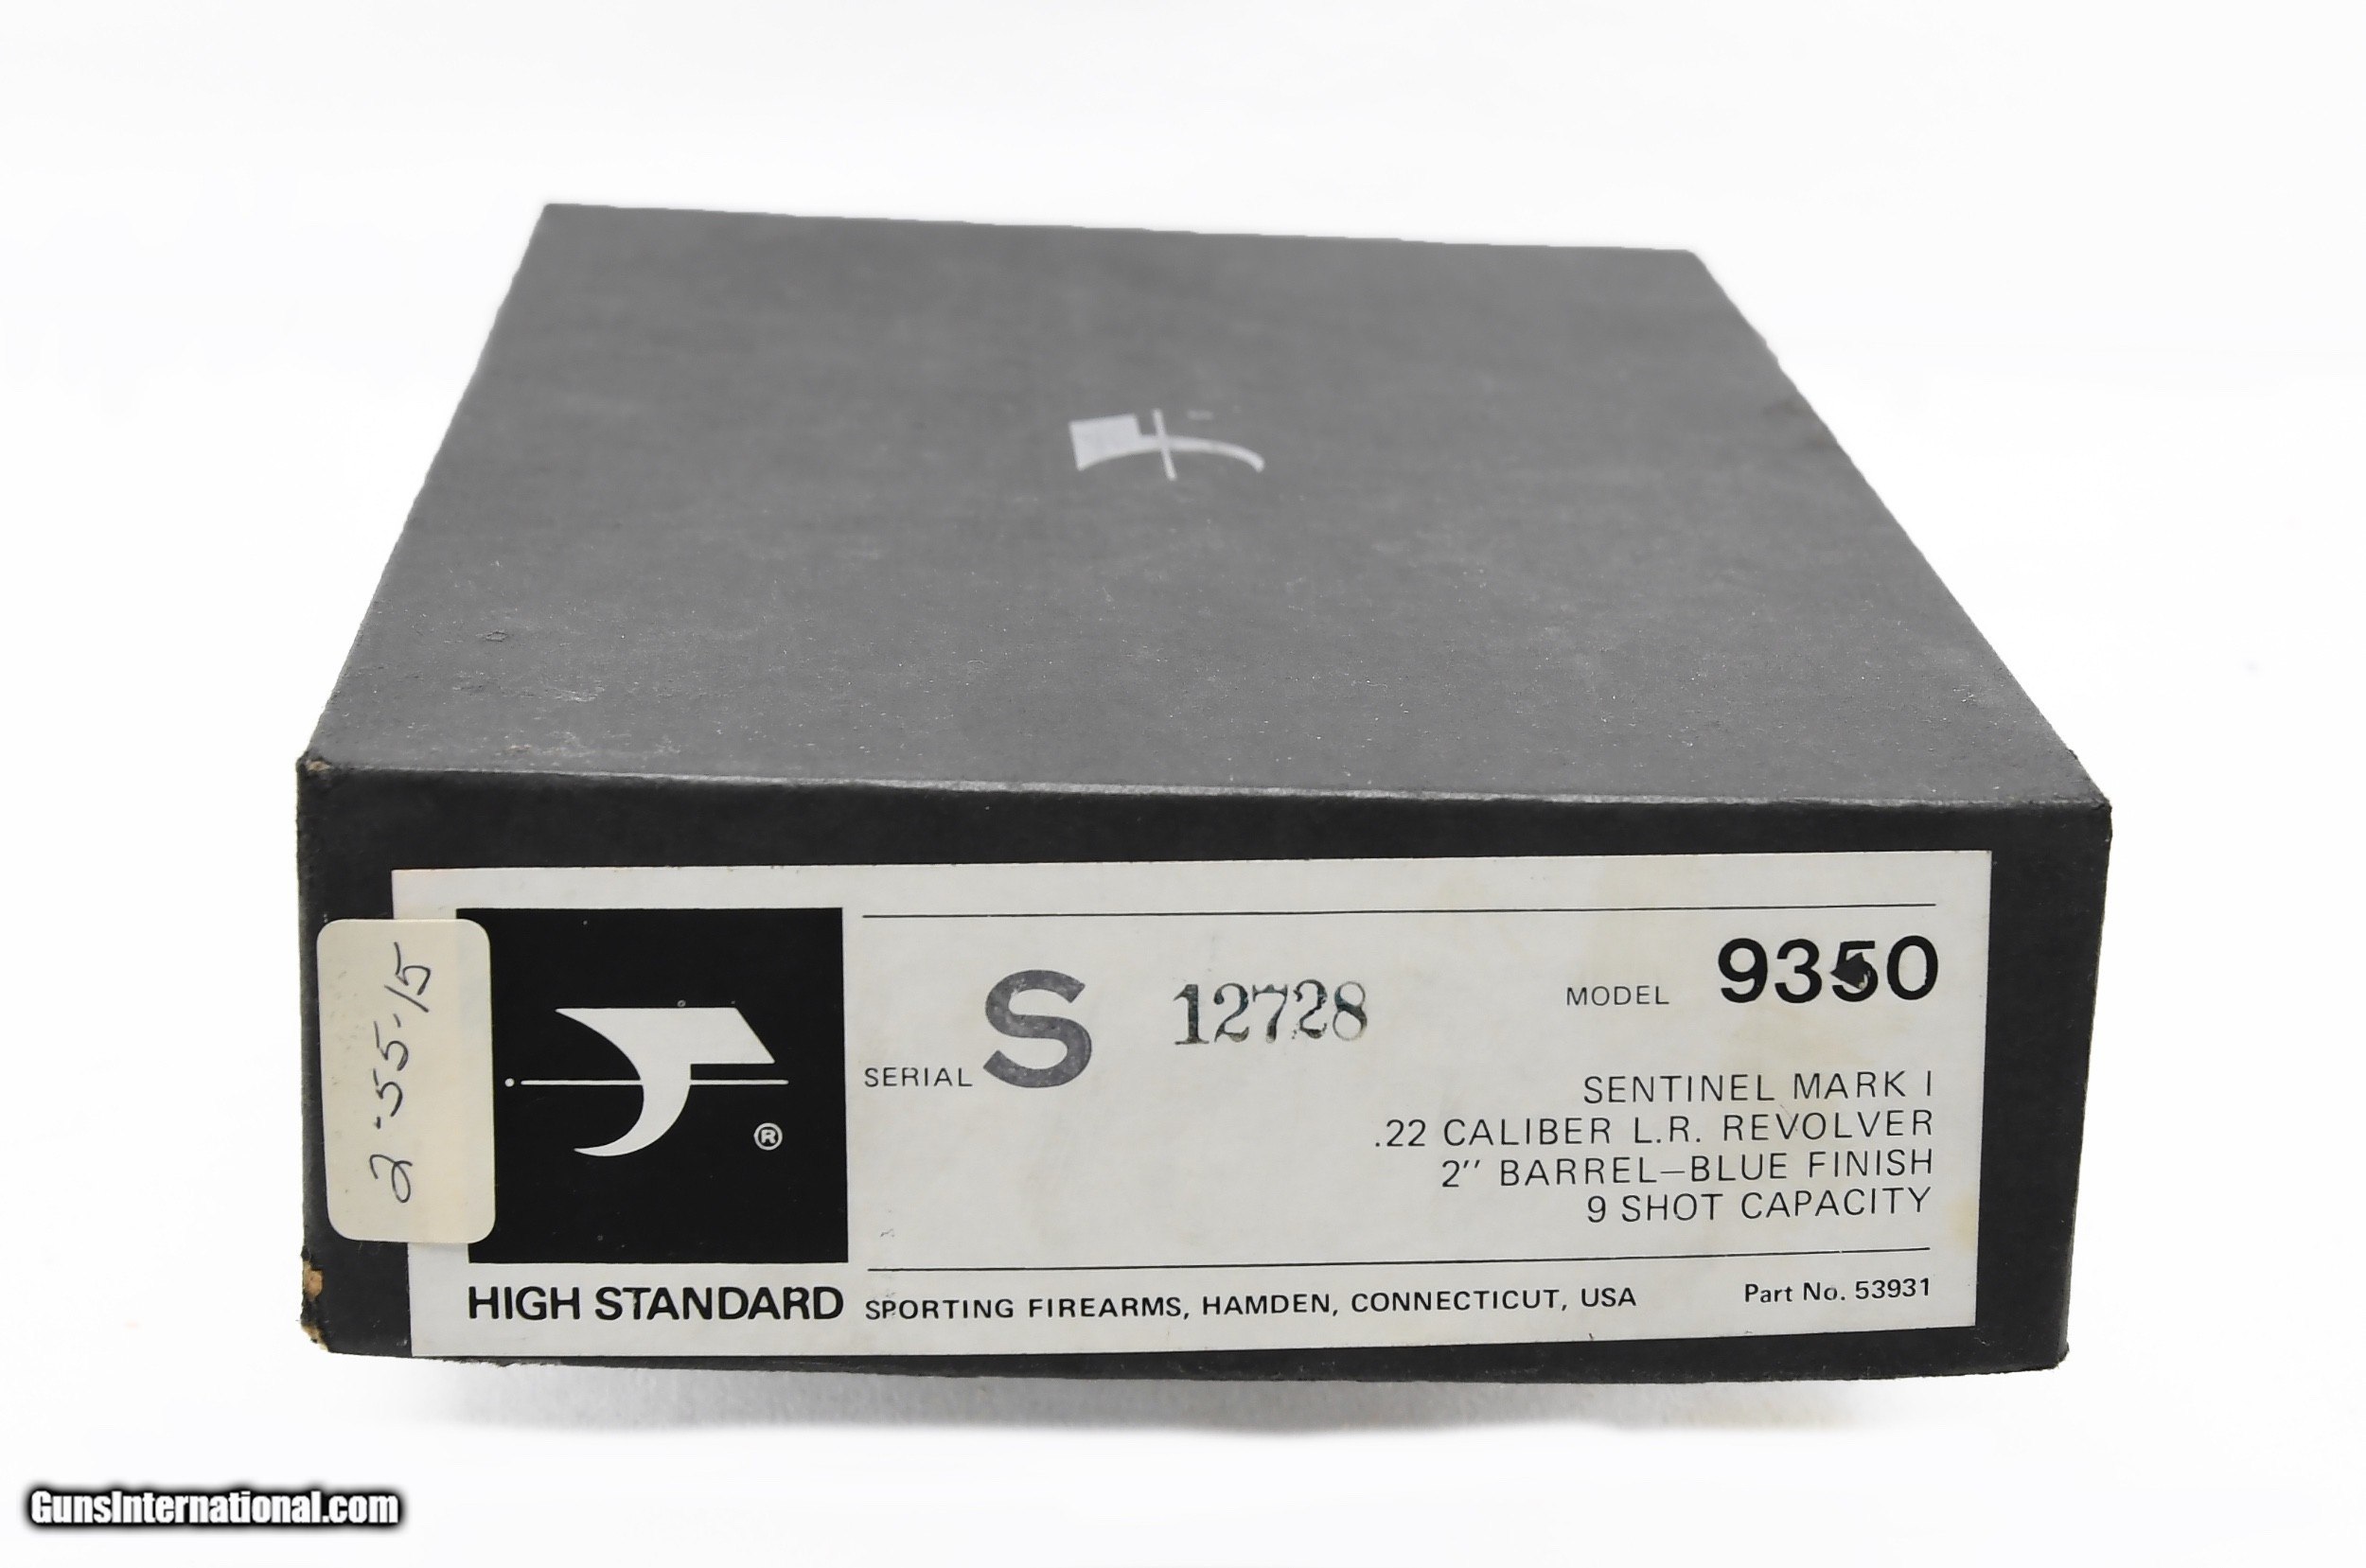 MODEL 9350
SERIAL S 12728
SENTINEL MARK I
.22 CALIBER L.R. REVOLVER
2" BARREL–BLUE FINISH
9 SHOT CAPACITY
®
HIGH STANDARD SPORTING FIREARMS, HAMDEN, CONNECTICUT, USA Part No. 53931
2-55-15
GunsInternational.com